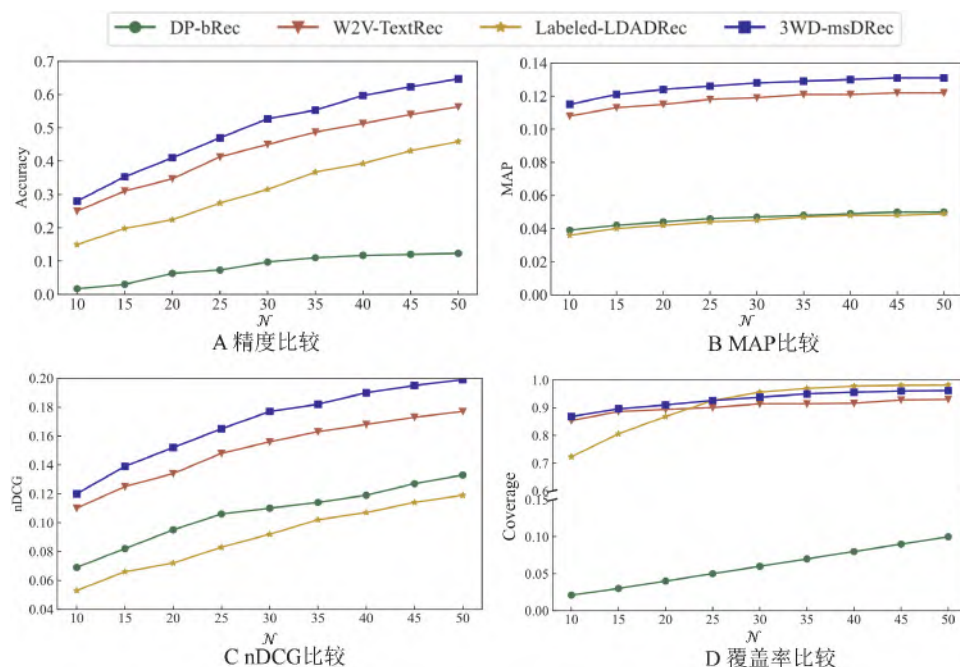 DP-bRec W2V-TextRec Labeled-LDADRec 3WD-msDRec
0.7
0.6
0.5
0.4
0.3
0.2
0.1
0.0
Accuracy
10 15 20 25 30 35 40 45 50
N
A 精度比较
0.14
0.12
0.10
0.08
0.06
0.04
0.02
0.00
MAP
10 15 20 25 30 35 40 45 50
N
B MAP比较
0.20
0.18
0.16
0.14
0.12
0.10
0.08
0.06
0.04
nDCG
10 15 20 25 30 35 40 45 50
N
C nDCG比较
1.0
0.9
0.8
0.7
0.6
0.15
0.10
0.05
0.00
Coverage
10 15 20 25 30 35 40 45 50
N
D 覆盖率比较